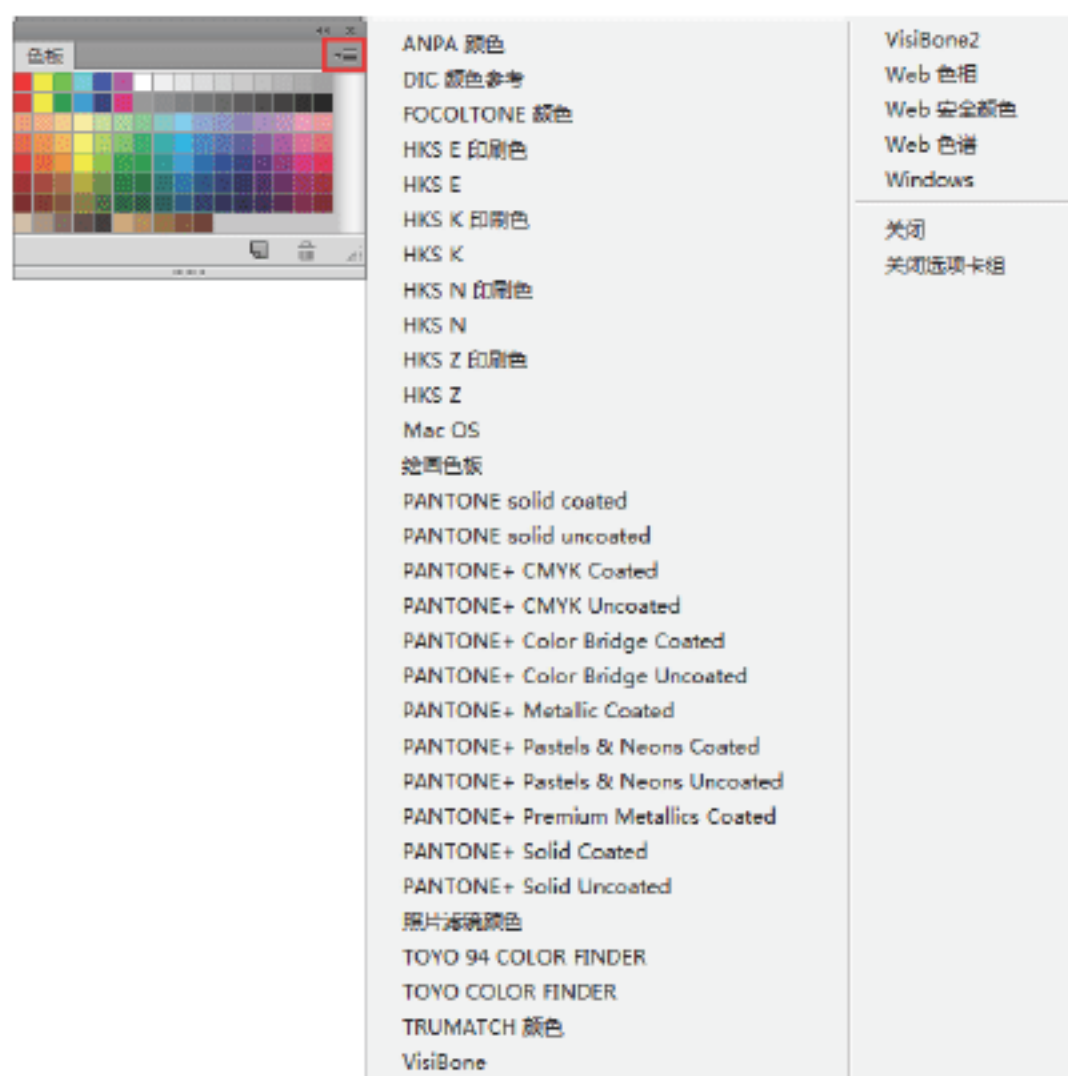 色板
ANPA 颜色
DIC 颜色参考
FOCOLTONE 颜色
HKS E 印刷色
HKS E
HKS K 印刷色
HKS K
HKS N 印刷色
HKS N
HKS Z 印刷色
HKS Z
Mac OS
绘画色板
PANTONE solid coated
PANTONE solid uncoated
PANTONE+ CMYK Coated
PANTONE+ CMYK Uncoated
PANTONE+ Color Bridge Coated
PANTONE+ Color Bridge Uncoated
PANTONE+ Metallic Coated
PANTONE+ Pastels & Neons Coated
PANTONE+ Pastels & Neons Uncoated
PANTONE+ Premium Metallics Coated
PANTONE+ Solid Coated
PANTONE+ Solid Uncoated
照片滤镜颜色
TOYO 94 COLOR FINDER
TOYO COLOR FINDER
TRUMATCH 颜色
VisiBone
VisiBone2
Web 色相
Web 安全颜色
Web 色谱
Windows
关闭
关闭选项卡组